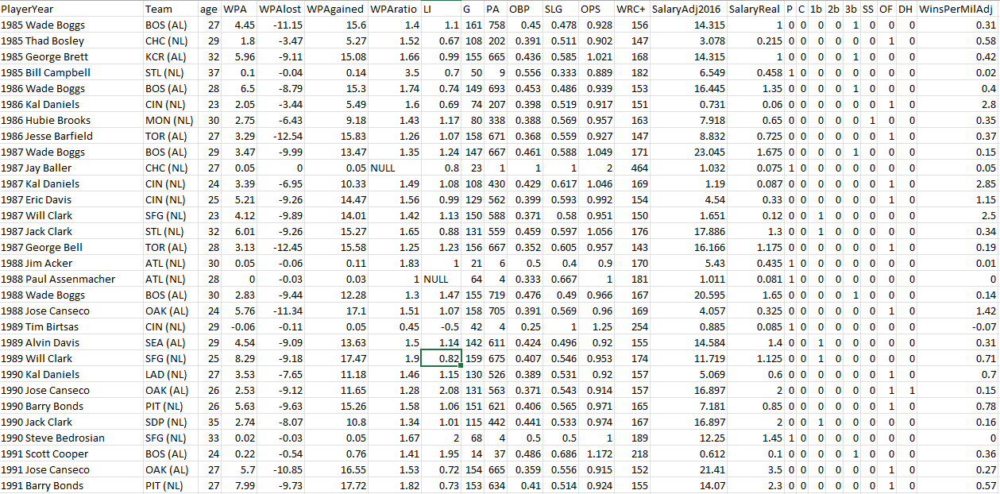 PlayerYear Team age WPA WPAlost WPAgained WPAratio LI G PA OBP SLG OPS WRC+ SalaryAdj2016 SalaryReal P C 1b 2b 3b SS OF DH WinsPerMilAdj
1985 Wade Boggs BOS (AL) 27 4.45 -11.15 15.6 1.4 1.1 161 758 0.45 0.478 0.928 156 14.315 1 0 0 0 0 1 0 0 0 0.31
1985 Thad Bosley CHC (NL) 29 1.8 -3.47 5.27 1.52 0.67 108 202 0.391 0.511 0.902 147 3.078 0.215 0 0 0 0 0 0 1 0 0.58
1985 George Brett KCR (AL) 32 5.96 -9.11 15.08 1.66 0.99 155 665 0.436 0.585 1.021 168 14.315 1 0 0 0 0 1 0 0 0 0.42
1985 Bill Campbell STL (NL) 37 0.1 -0.04 0.14 3.5 0.7 50 9 0.556 0.333 0.889 182 6.549 0.458 1 0 0 0 0 0 0 0 0.02
1986 Wade Boggs BOS (AL) 28 6.5 -8.79 15.3 1.74 0.74 149 693 0.453 0.486 0.939 153 16.445 1.35 0 0 0 0 1 0 0 0 0.4
1986 Kal Daniels CIN (NL) 23 2.05 -3.44 5.49 1.6 0.69 74 207 0.398 0.519 0.917 151 0.731 0.06 0 0 0 0 0 0 1 0 2.8
1986 Hubie Brooks MON (NL) 30 2.75 -6.43 9.18 1.43 1.17 80 338 0.388 0.569 0.957 163 7.918 0.65 0 0 0 0 0 1 0 0 0.35
1986 Jesse Barfield TOR (AL) 27 3.29 -12.54 15.83 1.26 1.07 158 671 0.368 0.559 0.927 147 8.832 0.725 0 0 0 0 0 0 1 0 0.37
1987 Wade Boggs BOS (AL) 29 3.47 -9.99 13.47 1.35 1.24 147 667 0.461 0.588 1.049 171 23.045 1.675 0 0 0 0 1 0 0 0 0.15
1987 Jay Baller CHC (NL) 27 0.05 0 0.05 NULL 0.8 23 1 1 1 2 464 1.032 0.075 1 0 0 0 0 0 0 0 0.05
1987 Kal Daniels CIN (NL) 24 3.39 -6.95 10.33 1.49 1.08 108 430 0.429 0.617 1.046 169 1.19 0.087 0 0 0 0 0 0 1 0 2.85
1987 Eric Davis CIN (NL) 25 5.21 -9.26 14.47 1.56 0.99 129 562 0.399 0.593 0.992 154 4.54 0.33 0 0 0 0 0 0 1 0 1.15
1987 Will Clark SFG (NL) 23 4.12 -9.89 14.01 1.42 1.13 150 588 0.371 0.58 0.951 150 1.651 0.12 0 0 1 0 0 0 0 0 2.5
1987 Jack Clark STL (NL) 32 6.01 -9.26 15.27 1.65 0.88 131 559 0.459 0.597 1.056 176 17.886 1.3 0 0 1 0 0 0 0 0 0.34
1987 George Bell TOR (AL) 28 3.13 -12.45 15.58 1.25 1.23 156 667 0.352 0.605 0.957 143 16.166 1.175 0 0 0 0 0 0 1 0 0.19
1988 Jim Acker ATL (NL) 30 0.05 -0.06 0.11 1.83 1 21 6 0.5 0.4 0.9 170 5.43 0.435 1 0 0 0 0 0 0 0 0.01
1988 Paul Assenmacher ATL (NL) 28 0 -0.03 0.03 1 NULL 64 4 0.333 0.667 1 181 1.011 0.081 1 0 0 0 0 0 0 0 0
1988 Wade Boggs BOS (AL) 30 2.83 -9.44 12.28 1.3 1.47 155 719 0.476 0.49 0.966 167 20.595 1.65 0 0 0 0 1 0 0 0 0.14
1988 Jose Canseco OAK (AL) 24 5.76 -11.34 17.1 1.51 1.07 158 705 0.391 0.569 0.96 169 4.057 0.325 0 0 0 0 0 0 1 0 1.42
1989 Tim Birtsas CIN (NL) 29 -0.06 -0.11 0.05 0.45 -0.5 42 4 0.25 1 1.25 254 0.885 0.085 1 0 0 0 0 0 0 0 -0.07
1989 Alvin Davis SEA (AL) 29 4.54 -9.09 13.63 1.5 1.14 142 611 0.424 0.496 0.92 155 14.584 1.4 0 0 1 0 0 0 0 0 0.31
1989 Will Clark SFG (NL) 25 8.29 -9.18 17.47 1.9 0.82 159 675 0.407 0.546 0.953 174 11.719 1.125 0 0 1 0 0 0 0 0 0.71
1990 Kal Daniels LAD (NL) 27 3.53 -7.65 11.18 1.46 1.15 130 526 0.389 0.531 0.92 157 5.069 0.6 0 0 0 0 0 0 1 0 0.7
1990 Jose Canseco OAK (AL) 26 2.53 -9.12 11.65 1.28 2.08 131 563 0.371 0.543 0.914 157 16.897 2 0 0 0 0 0 0 1 1 0.15
1990 Barry Bonds PIT (NL) 26 5.63 -9.63 15.26 1.58 1.06 151 621 0.406 0.565 0.971 165 7.181 0.85 0 0 0 0 0 0 1 0 0.78
1990 Jack Clark SDP (NL) 35 2.74 -8.07 10.8 1.34 1.01 115 442 0.441 0.533 0.974 167 16.897 2 0 0 1 0 0 0 0 0 0.16
1990 Steve Bedrosian SFG (NL) 33 0.02 -0.03 0.05 1.67 2 68 4 0.5 0.5 1 189 12.25 1.45 1 0 0 0 0 0 0 0 0
1991 Scott Cooper BOS (AL) 24 0.22 -0.54 0.76 1.41 1.95 14 37 0.486 0.686 1.172 218 0.612 0.1 0 0 0 0 1 0 0 0 0.36
1991 Jose Canseco OAK (AL) 27 5.7 -10.85 16.55 1.53 0.72 154 665 0.359 0.556 0.915 152 21.41 3.5 0 0 0 0 0 0 1 0 0.27
1991 Barry Bonds PIT (NL) 27 7.99 -9.73 17.72 1.82 0.73 153 634 0.41 0.514 0.924 155 14.07 2.3 0 0 0 0 0 0 1 0 0.57